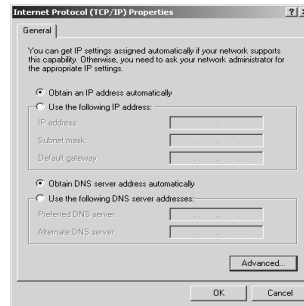 Internet Protocol (TCP/IP) Properties
General
You can get IP settings assigned automatically if your network supports
this capability. Otherwise, you need to ask your network administrator for
the appropriate IP settings.
Obtain an IP address automatically
Use the following IP address:
IP address:
Subnet mask:
Default gateway:
Obtain DNS server address automatically
Use the following DNS server addresses:
Preferred DNS server:
Alternate DNS server:
Advanced...
OK Cancel